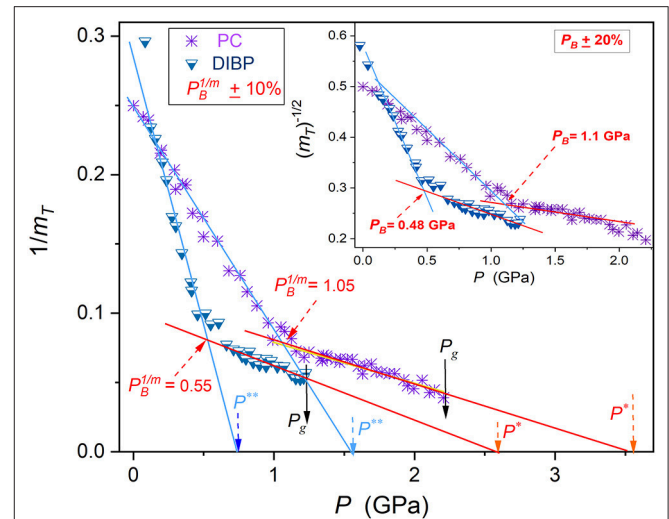 PC
DIBP
P_B^{1/m} ± 10%
1/m_T
0.3
0.2
0.1
0.0
0
1
2
3
P (GPa)
P_B^{1/m} = 0.55
P_B^{1/m} = 1.05
P**
P_g
P**
P_g
P*
P*
P_B ± 20%
(m_T)^{-1/2}
0.6
0.5
0.4
0.3
0.2
0.0
0.5
1.0
1.5
2.0
P (GPa)
P_B= 1.1 GPa
P_B= 0.48 GPa